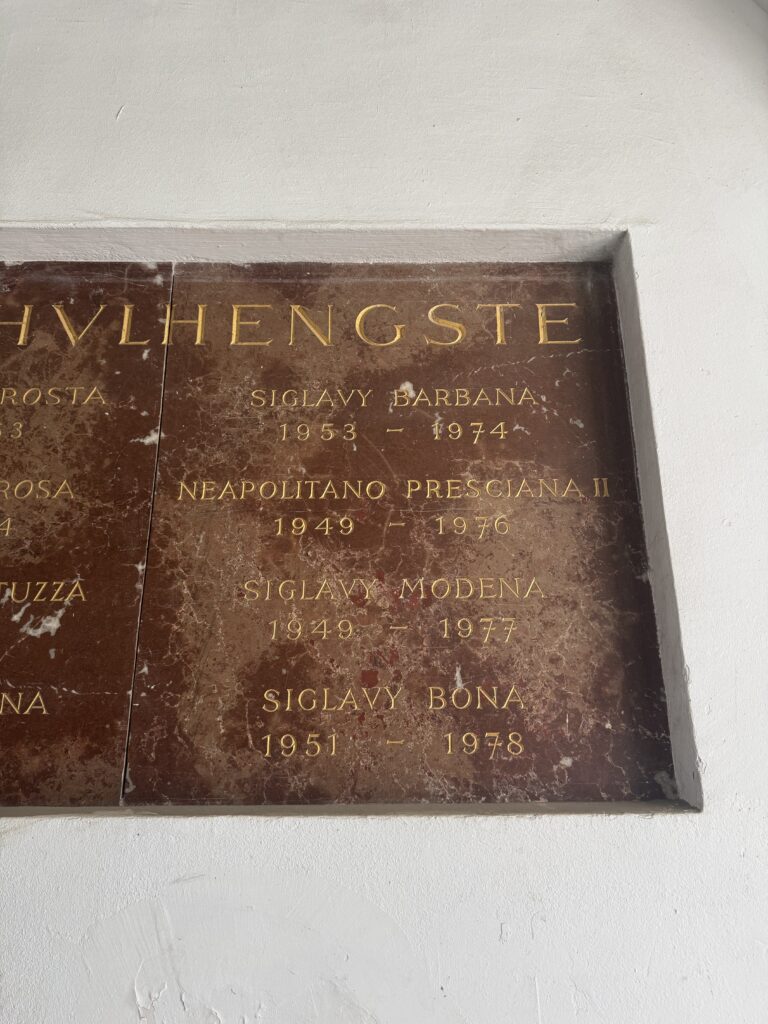 HVLHENGSTE
ROSTA
ROSA
4
TUZZA
NA
SIGLAVY BARBANA
1953 – 1974
NEAPOLITANO PRESCIANA II
1949 – 1976
SIGLAVY MODENA
1949 – 1977
SIGLAVY BONA
1951 – 1978